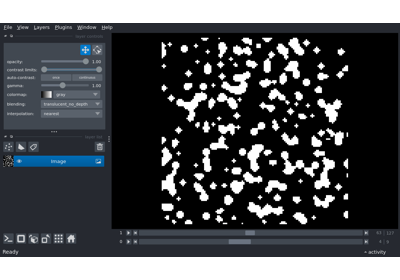 File View Layers Plugins Window Help
opacity: 1.00
contrast limits:
auto-contrast: once continuous
gamma: 1.00
colormap: gray
blending: translucent_no_depth
interpolation: nearest
Image
1
0
Ready
activity